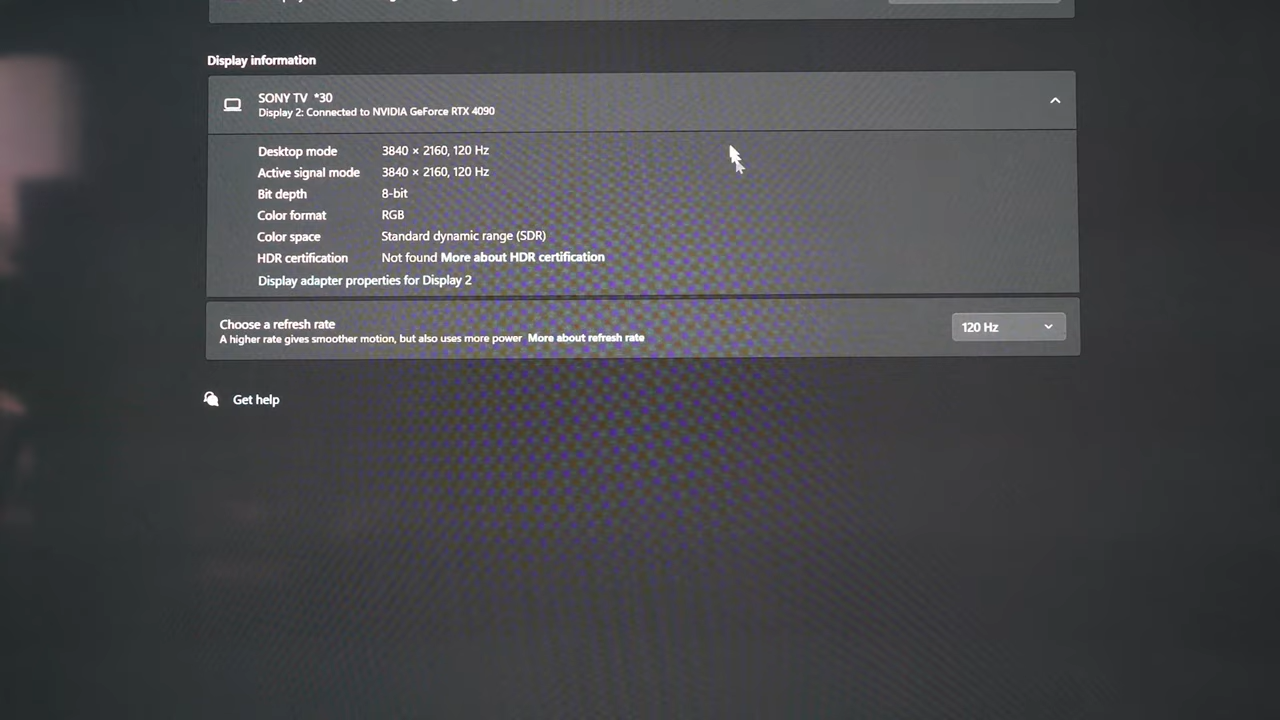 Display information
SONY TV *30
Display 2: Connected to NVIDIA GeForce RTX 4090
Desktop mode 3840 × 2160, 120 Hz
Active signal mode 3840 × 2160, 120 Hz
Bit depth 8-bit
Color format RGB
Color space Standard dynamic range (SDR)
HDR certification Not found More about HDR certification
Display adapter properties for Display 2
Choose a refresh rate
A higher rate gives smoother motion, but also uses more power More about refresh rate
120 Hz
Get help